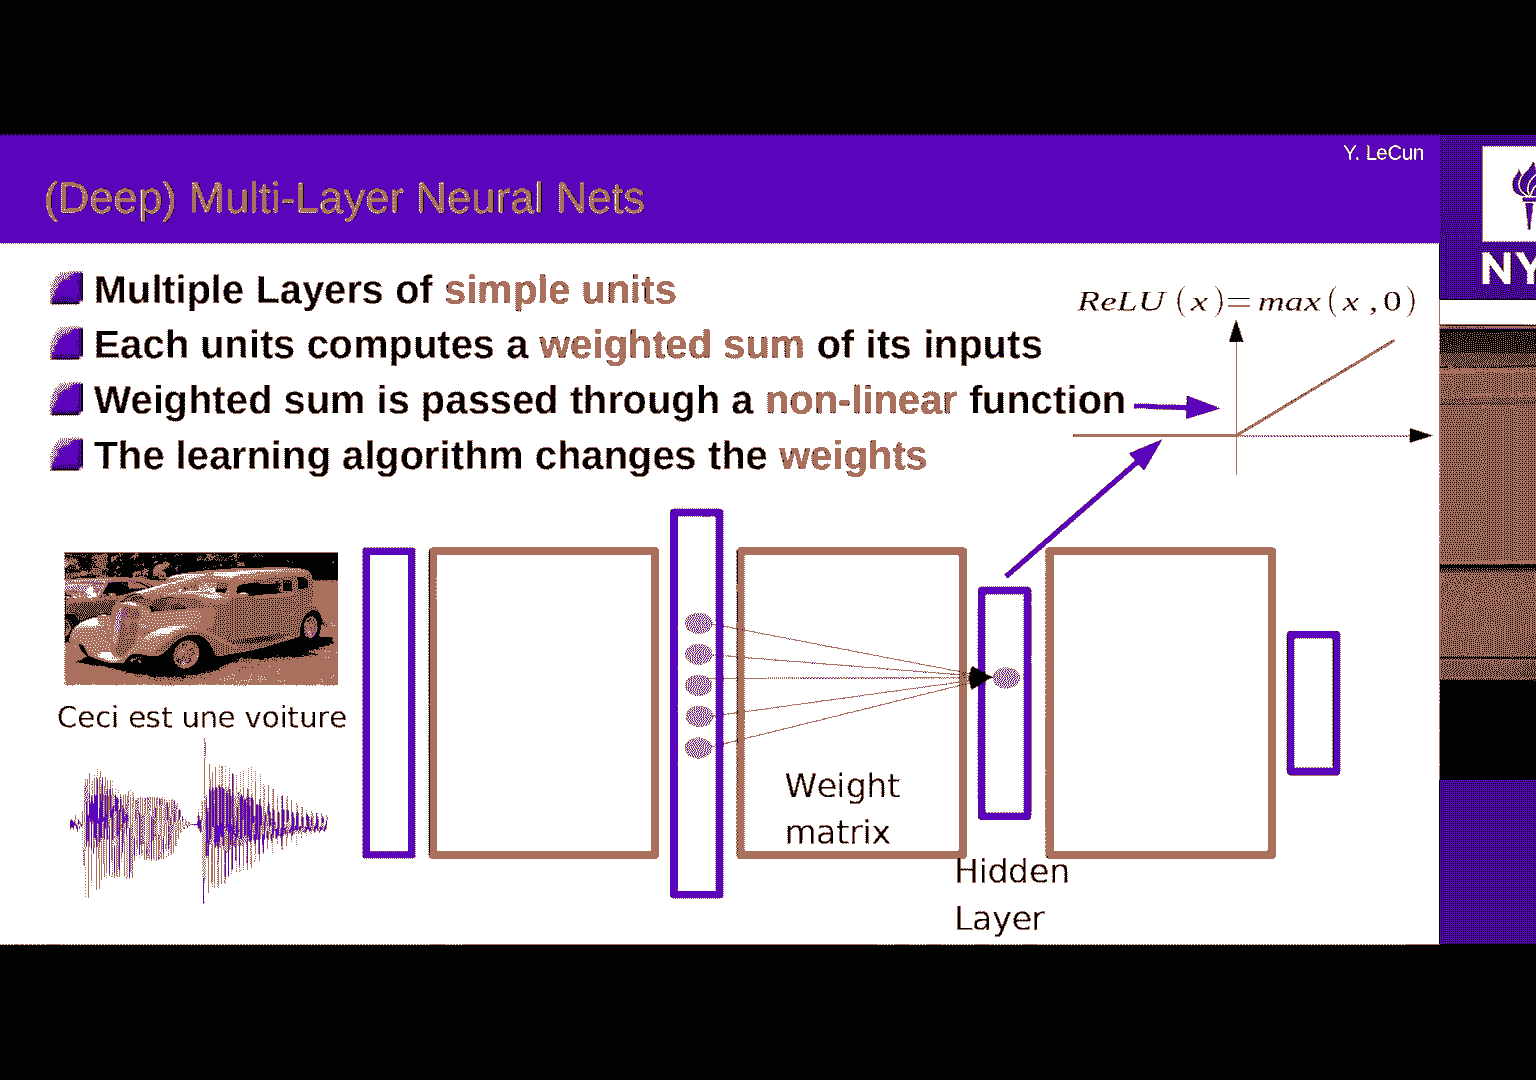 Y. LeCun
(Deep) Multi-Layer Neural Nets
Multiple Layers of simple units
Each units computes a weighted sum of its inputs
Weighted sum is passed through a non-linear function
The learning algorithm changes the weights
ReLU(x)=max(x,0)
Ceci est une voiture
Weight
matrix
Hidden
Layer
NY